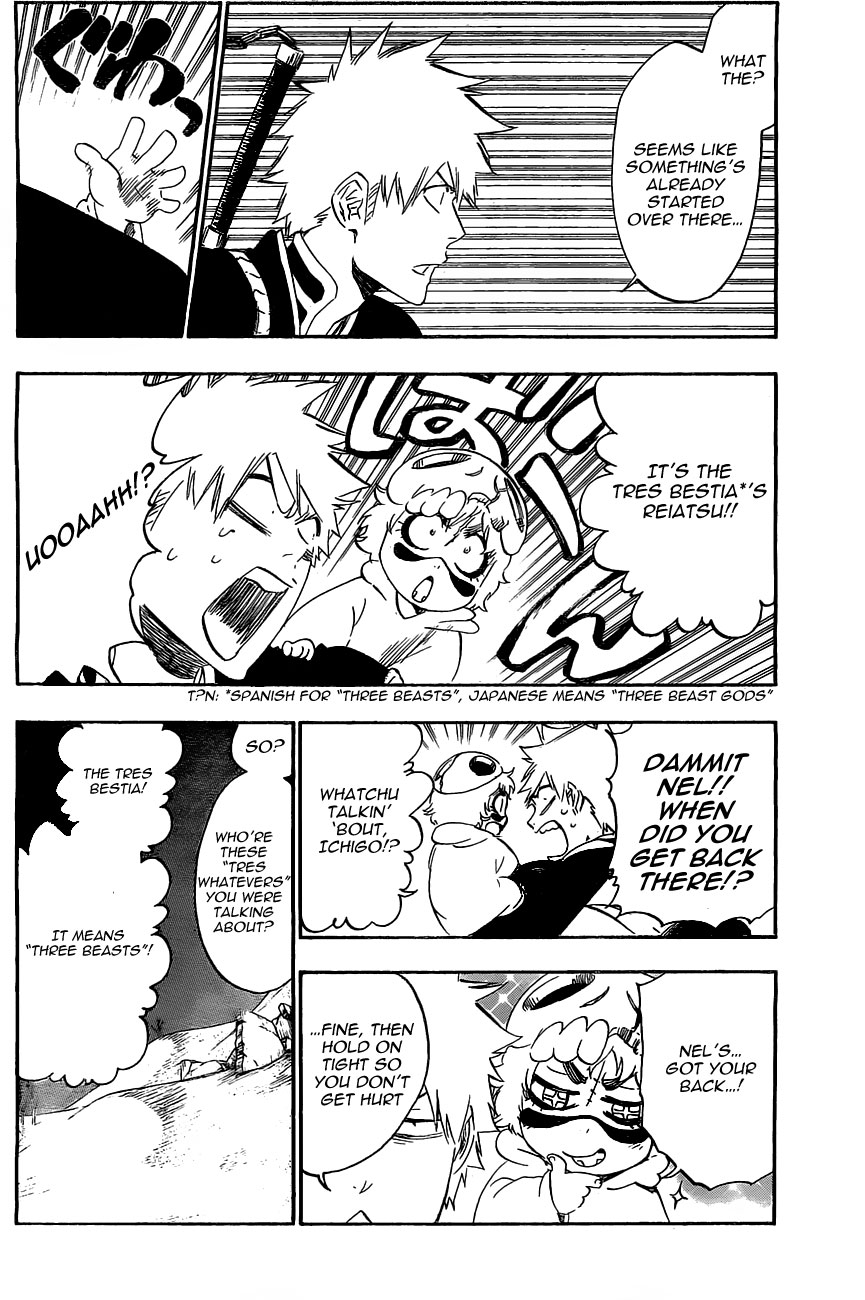 WHAT
THE?
SEEMS LIKE
SOMETHING'S
ALREADY
STARTED
OVER THERE...
ぐわっ
IT'S THE
TRES BESTIA*'S
REIATSU!!
ばーん
UOOAAHH!?
T?N: *SPANISH FOR "THREE BEASTS", JAPANESE MEANS "THREE BEAST GODS"
DAMMIT
NEL!!
WHEN
DID YOU
GET BACK
THERE!?
WHATCHU
TALKIN'
'BOUT,
ICHIGO!?
NEL'S...
GOT YOUR
BACK...!
...FINE, THEN
HOLD ON
TIGHT SO
YOU DON'T
GET HURT
SO?
WHO'RE
THESE
"TRES
WHATEVERS"
YOU WERE
TALKING
ABOUT?
THE TRES
BESTIA!
IT MEANS
"THREE BEASTS"!